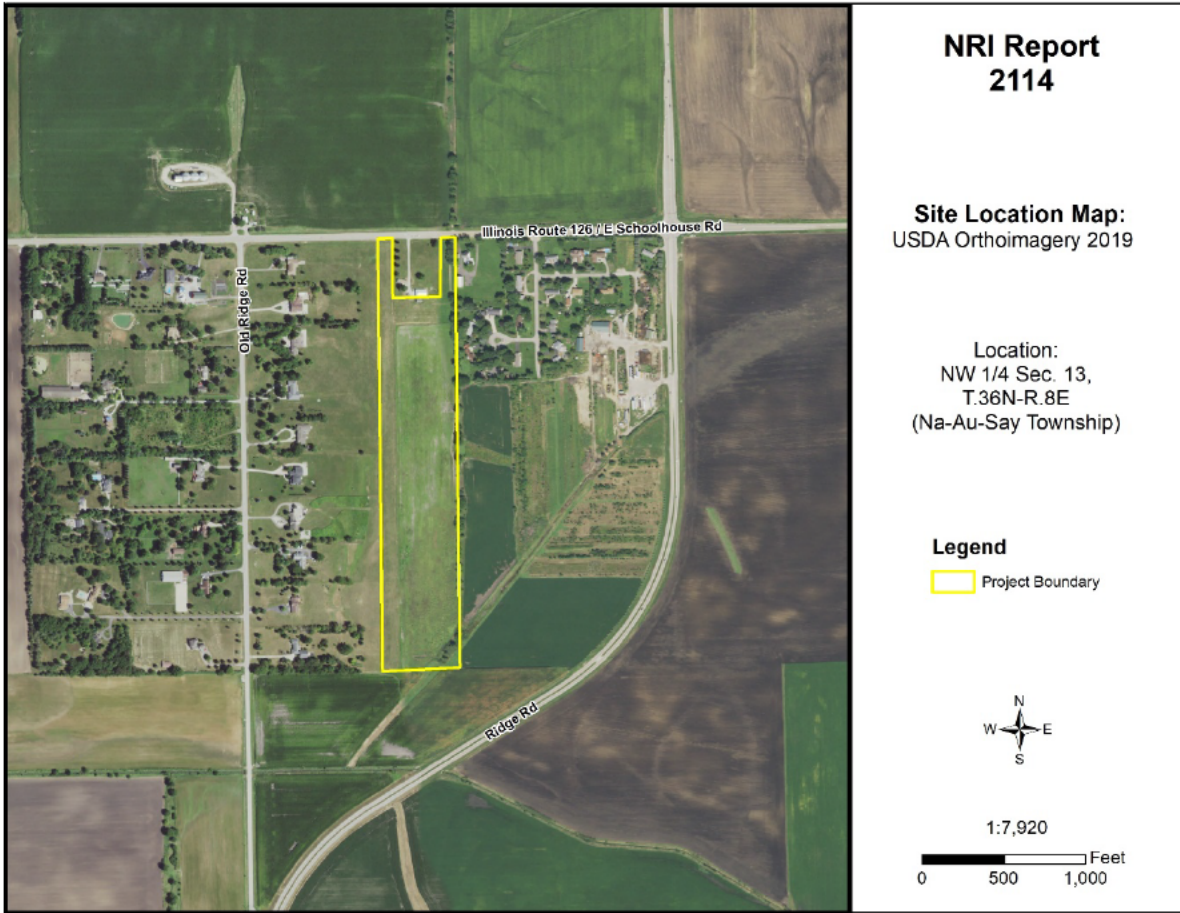 NRI Report
2114
Site Location Map:
USDA Orthoimagery 2019
Location:
NW 1/4 Sec. 13,
T.36N-R.8E
(Na-Au-Say Township)
Legend
Project Boundary
N
W E
S
1:7,920
Feet
0 500 1,000
Illinois Route 126 / E Schoolhouse Rd
Old Ridge Rd
Ridge Rd